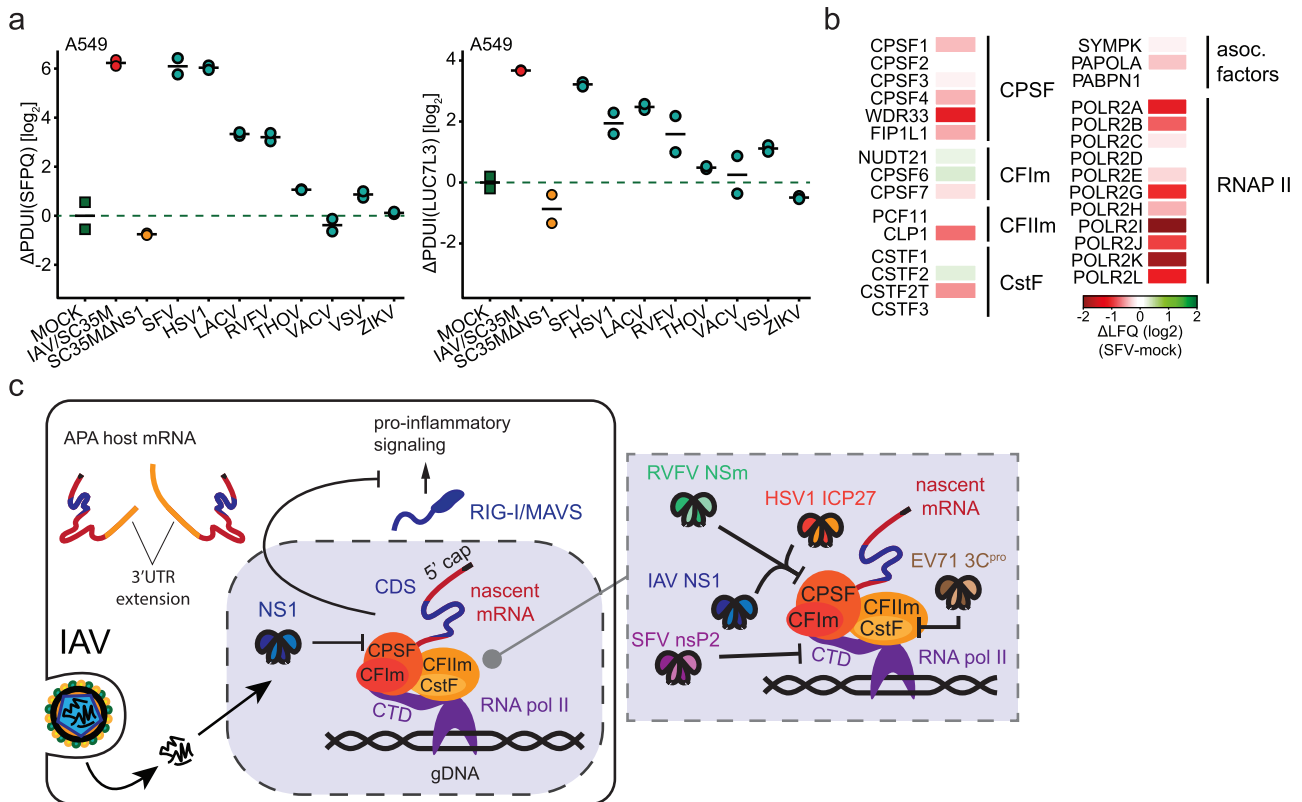 a
A549
ΔPDUI(SFPQ) [log2]
6
4
2
0
-2
MOCK
IAV/SC35M
SC35MΔNS1
SFV
HSV1
LACV
RVFV
THOV
VACV
VSV
ZIKV
A549
ΔPDUI(LUC7L3) [log2]
4
2
0
-2
MOCK
IAV/SC35M
SC35MΔNS1
SFV
HSV1
LACV
RVFV
THOV
VACV
VSV
ZIKV
b
CPSF1
CPSF2
CPSF3
CPSF4
WDR33
FIP1L1
CPSF
NUDT21
CPSF6
CPSF7
CFIm
PCF11
CLP1
CFIIm
CSTF1
CSTF2
CSTF2T
CSTF3
CstF
SYMPK
PAPOLA
PABPN1
asoc.
factors
POLR2A
POLR2B
POLR2C
POLR2D
POLR2E
POLR2G
POLR2H
POLR2I
POLR2J
POLR2K
POLR2L
RNAP II
-2 -1 0 1 2
ΔLFQ (log2)
(SFV-mock)
c
APA host mRNA
3'UTR
extension
pro-inflammatory
signaling
RIG-I/MAVS
IAV
NS1
CDS
5' cap
nascent
mRNA
CPSF
CFIm
CFIIm
CstF
CTD
RNA pol II
gDNA
RVFV NSm
HSV1 ICP27
nascent
mRNA
IAV NS1
EV71 3Cpro
CPSF
CFIm
CFIIm
CstF
SFV nsP2
CTD
RNA pol II